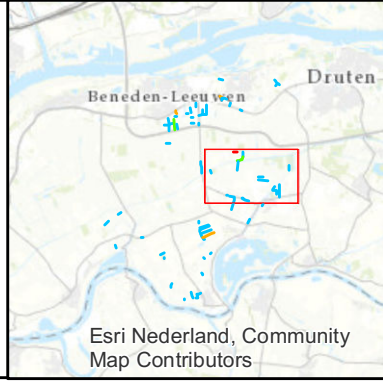 Druten
Beneden-Leeuwen
Esri Nederland, Community
Map Contributors